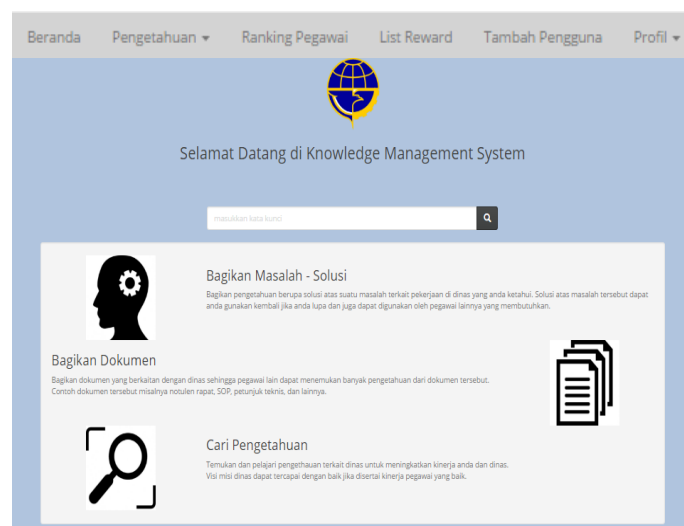 Beranda Pengetahuan Ranking Pegawai List Reward Tambah Pengguna Profil
Selamat Datang di Knowledge Management System
masukkan kata kunci
Bagikan Masalah - Solusi
Bagikan pengetahuan berupa solusi atas suatu masalah terkait pekerjaan di dinas yang anda ketahui. Solusi atas masalah tersebut dapat
anda gunakan kembali jika anda lupa dan juga dapat digunakan oleh pegawai lainnya yang membutuhkan.
Bagikan Dokumen
Bagikan dokumen yang berkaitan dengan dinas sehingga pegawai lain dapat menemukan banyak pengetahuan dari dokumen tersebut.
Contoh dokumen tersebut misalnya notulen rapat, SOP, petunjuk teknis, dan lainnya.
Cari Pengetahuan
Temukan dan pelajari pengethauan terkait dinas untuk meningkatkan kinerja anda dan dinas.
Visi misi dinas dapat tercapai dengan baik jika disertai kinerja pegawai yang baik.